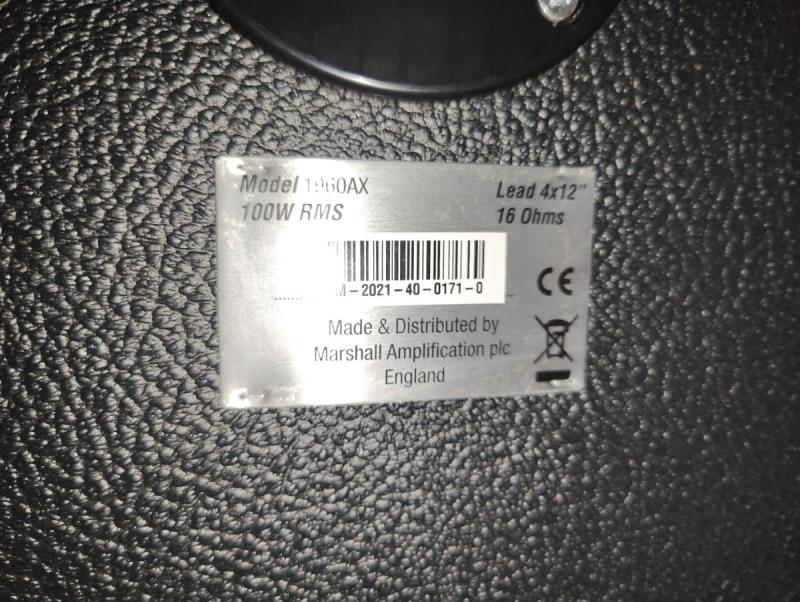 Model 1960AX
100W RMS
Lead 4x12"
16 Ohms
M-2021-40-0171-0
CE
Made & Distributed by
Marshall Amplification plc
England